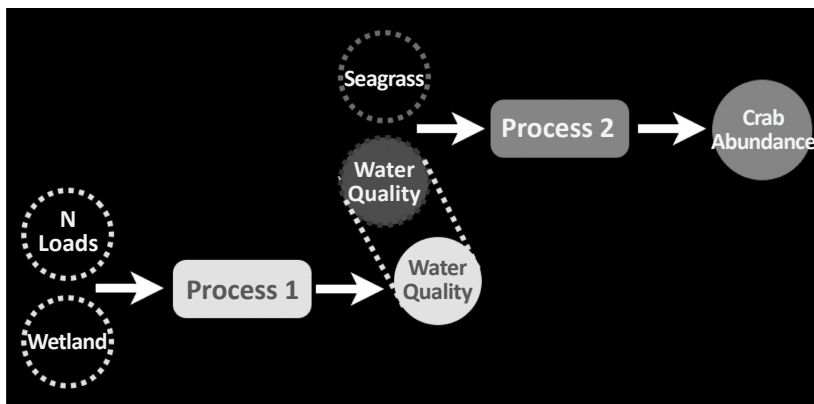 Seagrass
Process 2
Crab
Abundance
Water
Quality
N
Loads
Water
Quality
Process 1
Wetland